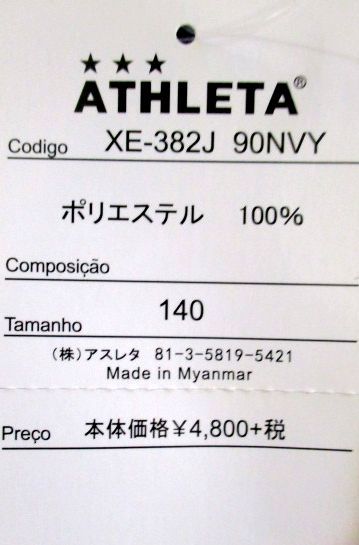 ★★★
ATHLETA®
Codigo XE-382J 90NVY
ポリエステル 100%
Composição
Tamanho 140
(株)アスレタ 81-3-5819-5421
Made in Myanmar
Preço 本体価格¥4,800+税